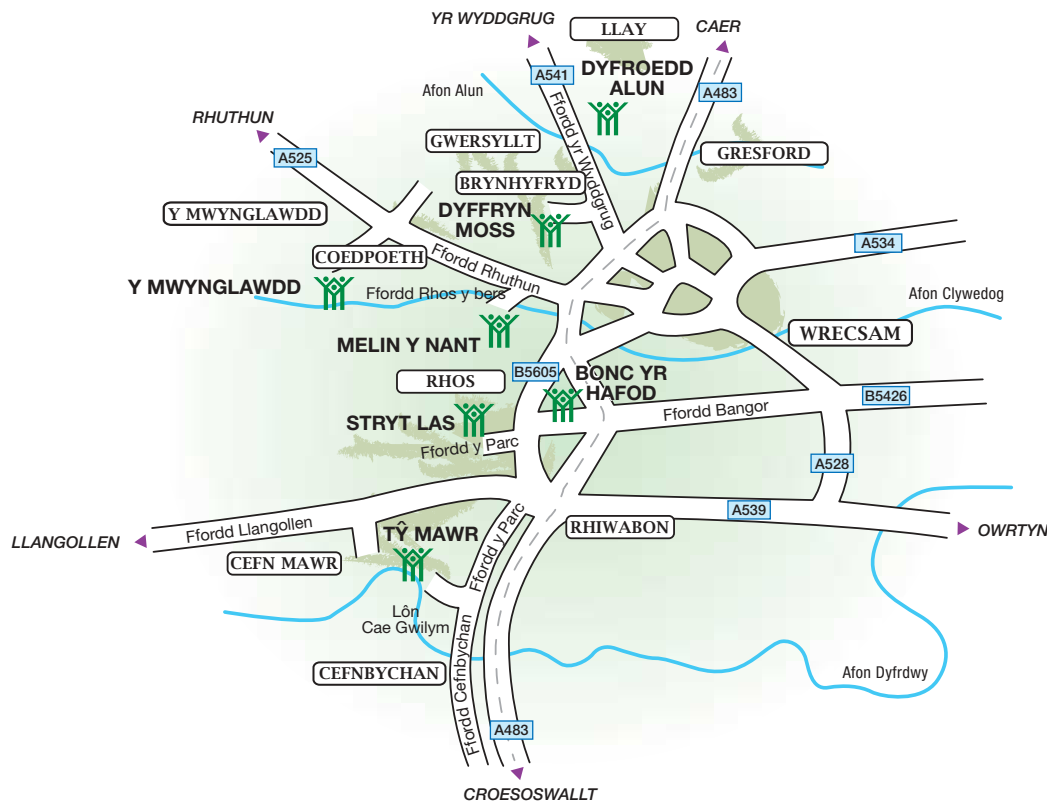 YR WYDDGRUG
LLAY
CAER
A541
DYFROEDD
ALUN
A483
Afon Alun
Ffordd yr Wyddgrug
RHUTHUN
A525
GWERSYLLT
GRESFORD
BRYNHYFRYD
Y MWYNGLAWDD
DYFFRYN
MOSS
A534
COEDPOETH
Ffordd Rhuthun
Y MWYNGLAWDD
Ffordd Rhos y bers
Afon Clywedog
MELIN Y NANT
WRECSAM
B5605
BONC YR
HAFOD
RHOS
B5426
STRYT LAS
Ffordd Bangor
Ffordd y Parc
A528
A539
Ffordd Llangollen
RHIWABON
LLANGOLLEN
TŶ MAWR
OWRTYN
CEFN MAWR
Ffordd y Parc
Lôn
Cae Gwilym
CEFNBYCHAN
Ffordd Cefnbychan
Afon Dyfrdwy
A483
CROESOSWALLT